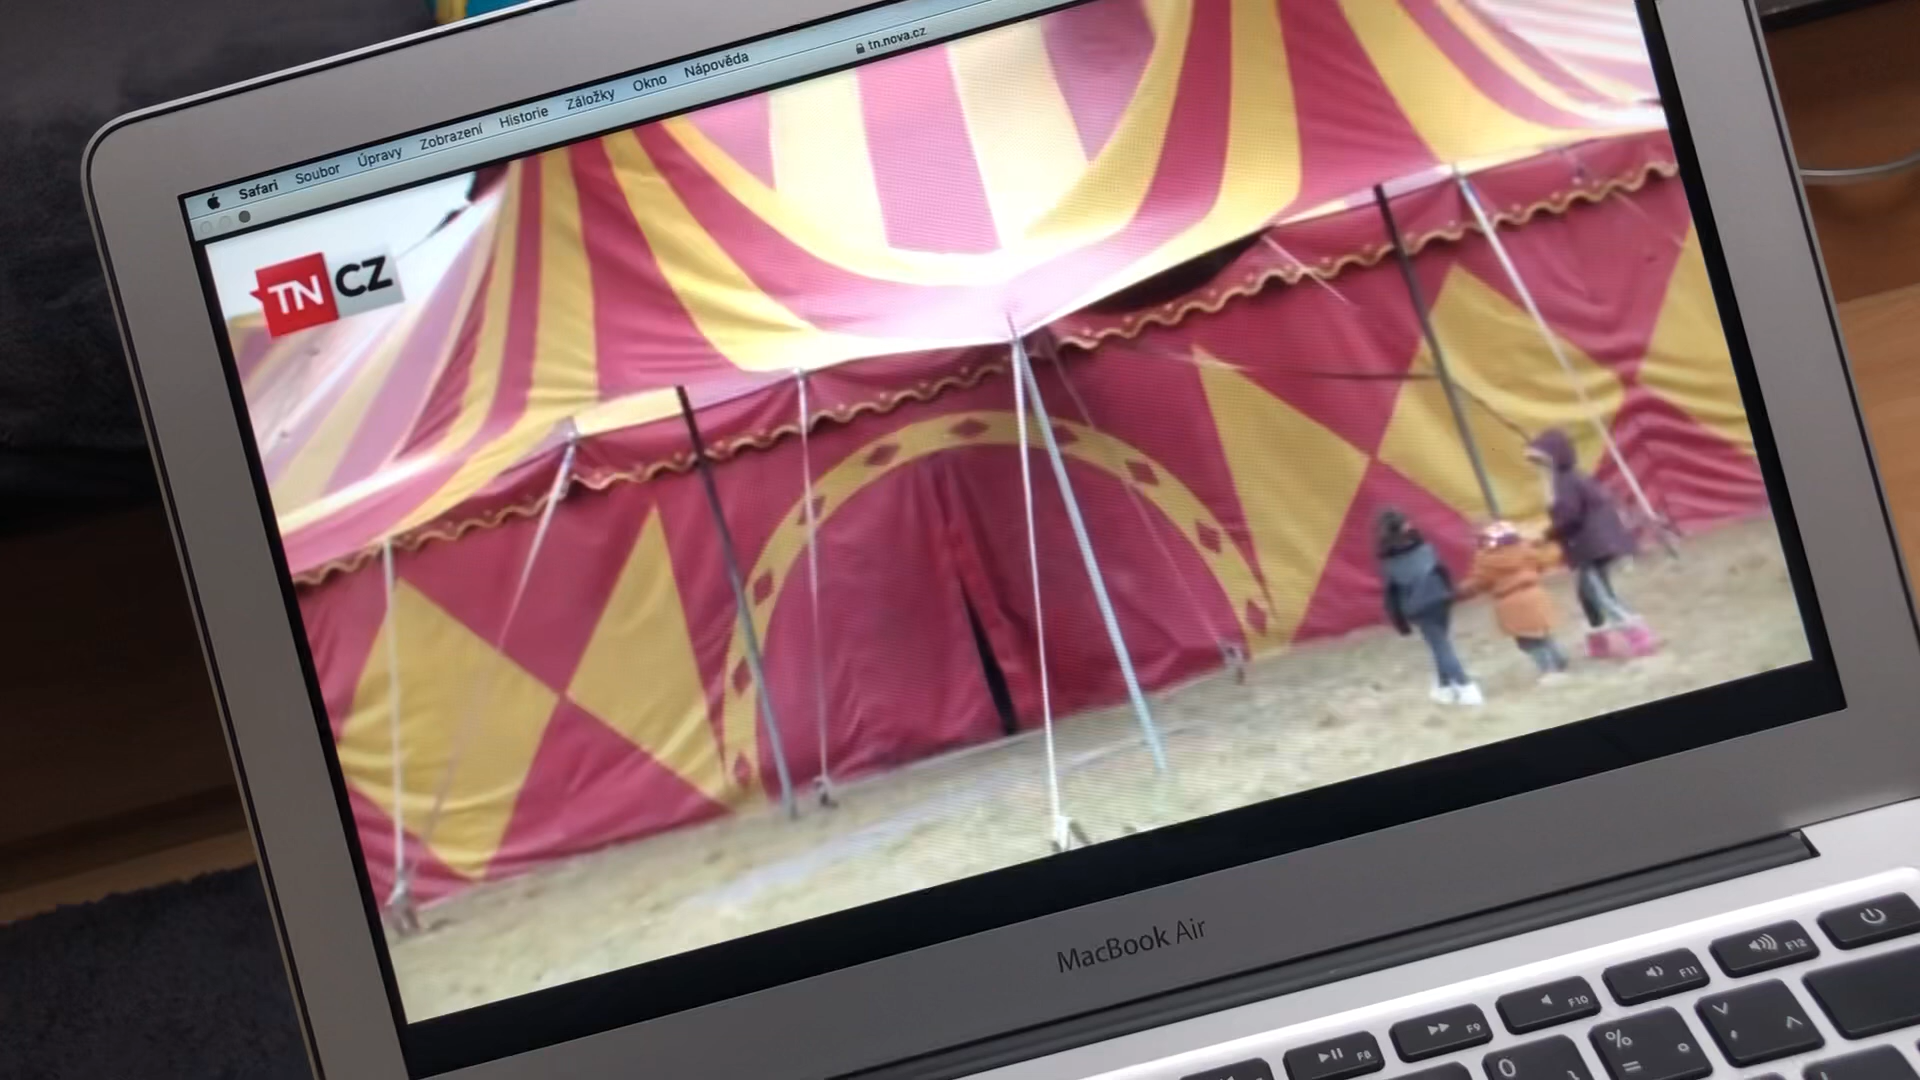 Safari Soubor Úpravy Zobrazení Historie Záložky Okno Nápověda
tn.nova.cz
TN CZ
MacBook Air
F12
F11
F10
F9
F8
%
=
0